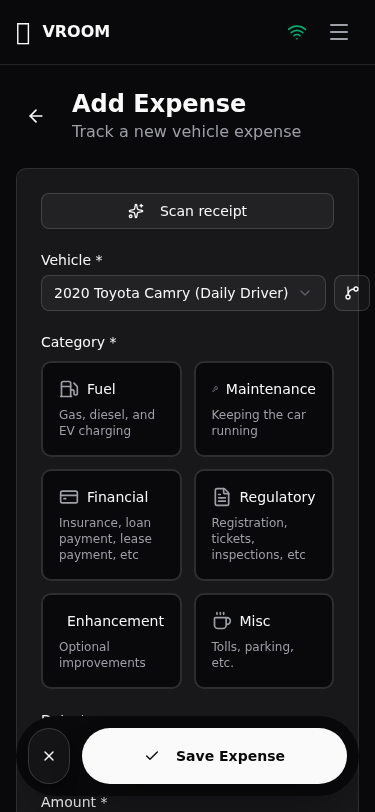 VROOM
Add Expense
Track a new vehicle expense
Scan receipt
Vehicle *
2020 Toyota Camry (Daily Driver)
Category *
Fuel
Gas, diesel, and
EV charging
Maintenance
Keeping the car
running
Financial
Insurance, loan
payment, lease
payment, etc
Regulatory
Registration,
tickets,
inspections, etc
Enhancement
Optional
improvements
Misc
Tolls, parking,
etc.
Save Expense
Amount *